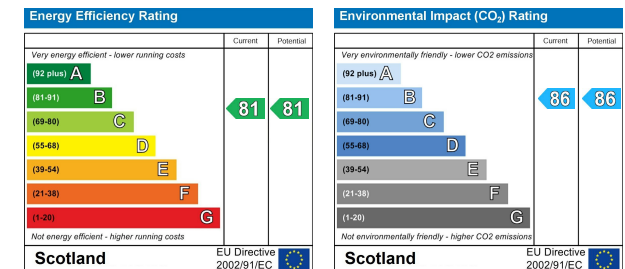 Energy Efficiency Rating
Current Potential
Very energy efficient - lower running costs
(92 plus) A
(81-91) B
81 81
(69-80) C
(55-68) D
(39-54) E
(21-38) F
(1-20) G
Not energy efficient - higher running costs
Scotland
EU Directive
2002/91/EC
Environmental Impact (CO2) Rating
Current Potential
Very environmentally friendly - lower CO2 emissions
(92 plus) A
(81-91) B
86 86
(69-80) C
(55-68) D
(39-54) E
(21-38) F
(1-20) G
Not environmentally friendly - higher CO2 emissions
Scotland
EU Directive
2002/91/EC